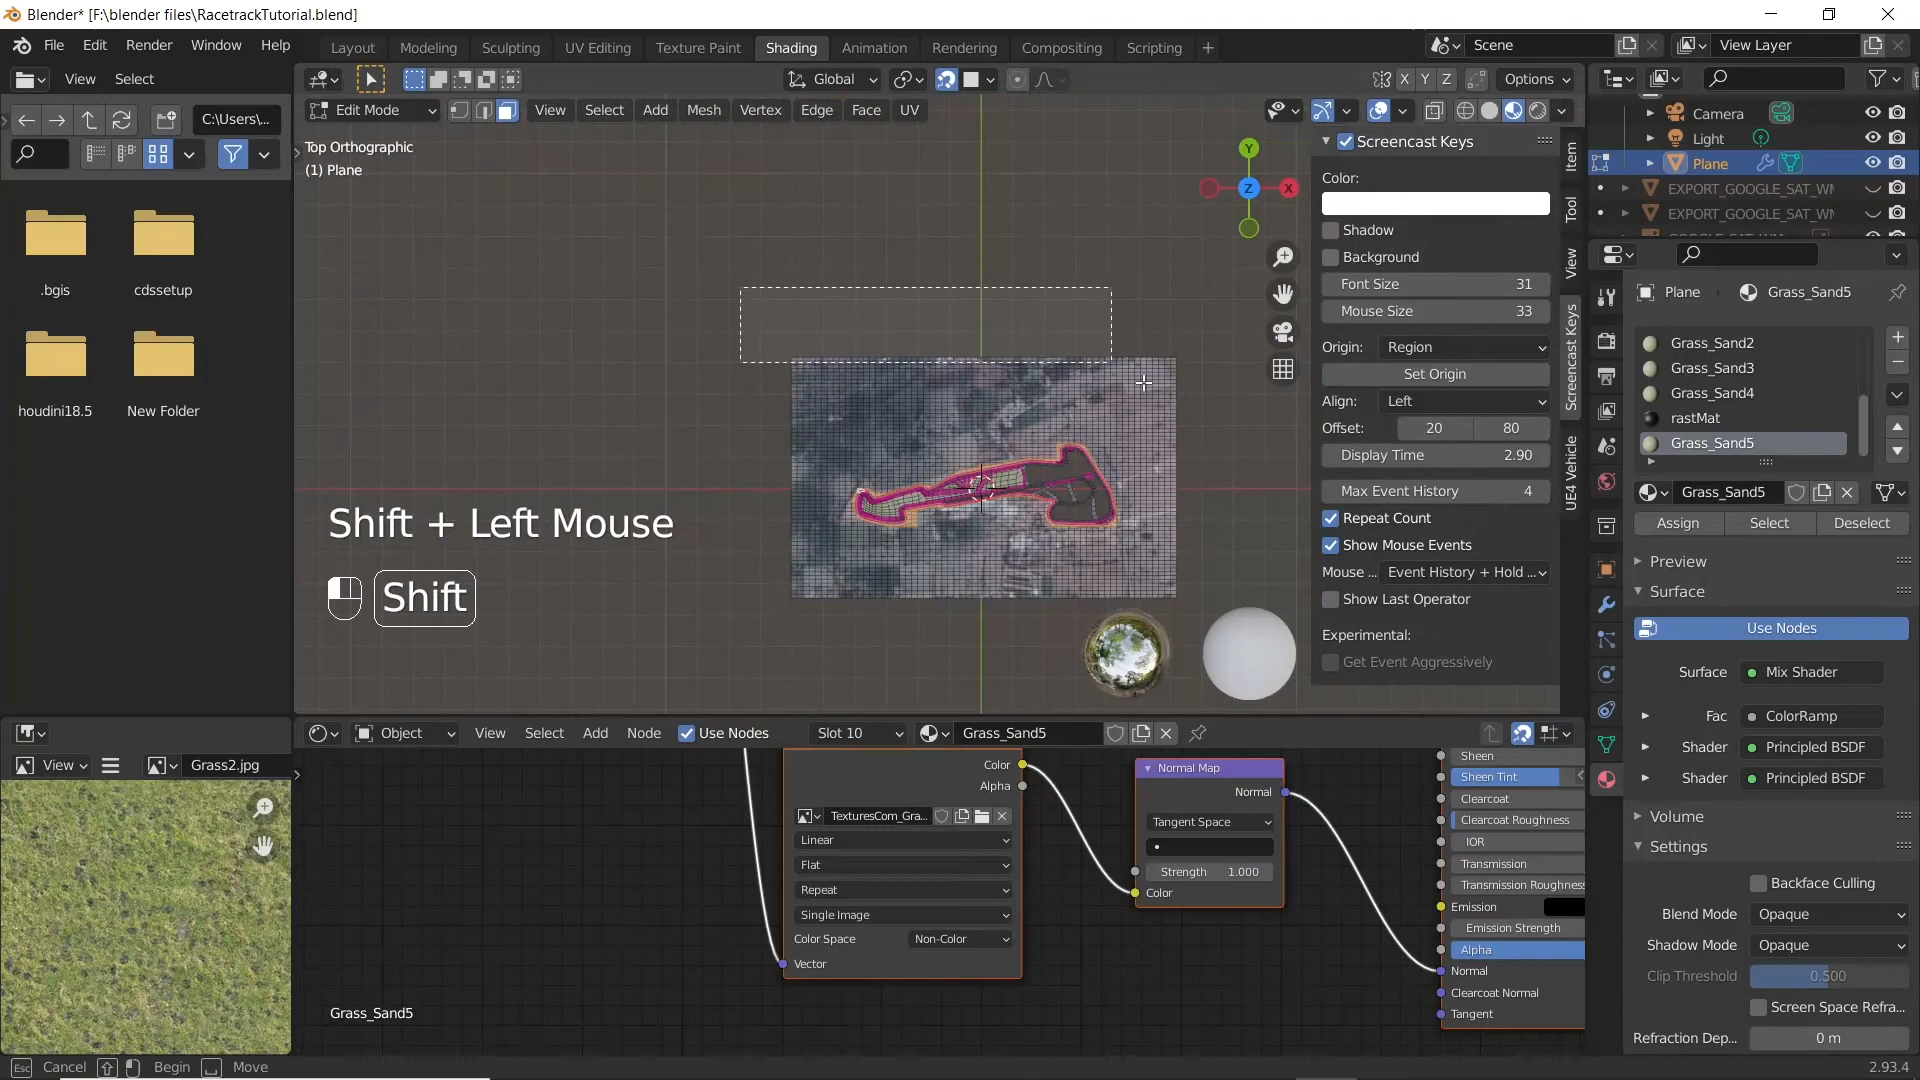 Blender* [F:\blender files\RacetrackTutorial.blend]
File Edit Render Window Help
Layout Modeling Sculpting UV Editing Texture Paint Shading Animation Rendering Compositing Scripting
Scene
View Layer
View Select
Global
X Y Z
Options
C:\Users\...
Edit Mode
View Select Add Mesh Vertex Edge Face UV
Top Orthographic
(1) Plane
.bgis
cdssetup
houdini18.5
New Folder
Y
Z
X
Shift + Left Mouse
Shift
Screencast Keys
Color:
Shadow
Background
Font Size 31
Mouse Size 33
Origin: Region
Set Origin
Align: Left
Offset: 20 80
Display Time 2.90
Max Event History 4
Repeat Count
Show Mouse Events
Mouse ... Event History + Hold ...
Show Last Operator
Experimental:
Get Event Aggressively
Item
Tool
View
Screencast Keys
UE4 Vehicle
Camera
Light
Plane
EXPORT_GOOGLE_SAT_WM
EXPORT_GOOGLE_SAT_WM
Plane
Grass_Sand5
Grass_Sand2
Grass_Sand3
Grass_Sand4
rastMat
Grass_Sand5
Grass_Sand5
Assign Select Deselect
Preview
Surface
Use Nodes
Surface Mix Shader
Fac ColorRamp
Shader Principled BSDF
Shader Principled BSDF
Volume
Settings
Backface Culling
Blend Mode Opaque
Shadow Mode Opaque
Clip Threshold 0.500
Screen Space Refra...
Refraction Dep... 0 m
View
Grass2.jpg
Object
View Select Add Node
Use Nodes
Slot 10
Grass_Sand5
Color
Alpha
TexturesCom_Gra...
Linear
Flat
Repeat
Single Image
Color Space Non-Color
Vector
Normal Map
Normal
Tangent Space
Strength 1.000
Color
Sheen
Sheen Tint
Clearcoat
Clearcoat Roughness
IOR
Transmission
Transmission Roughness
Emission
Emission Strength
Alpha
Normal
Clearcoat Normal
Tangent
Grass_Sand5
Esc Cancel Begin Move
2.93.4